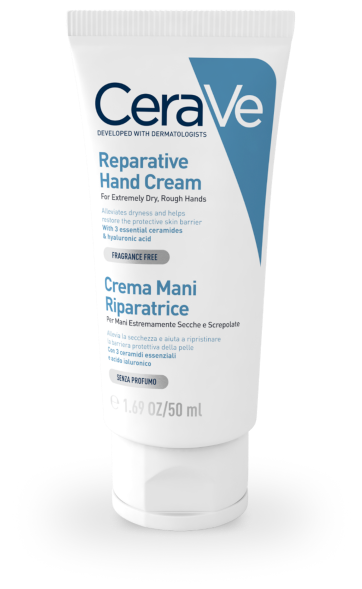 CeraVe
DEVELOPED WITH DERMATOLOGISTS
Reparative
Hand Cream
For Extremely Dry, Rough Hands
Alleviates dryness and helps
restore the protective skin barrier
With 3 essential ceramides
& hyaluronic acid
FRAGRANCE FREE
Crema Mani
Riparatrice
Per Mani Estremamente Secche e Screpolate
Allevia la secchezza e aiuta a ripristinare
la barriera protettiva della pelle
Con 3 ceramidi essenziali
e acido ialuronico
SENZA PROFUMO
℮ 1.69 OZ/50 ml